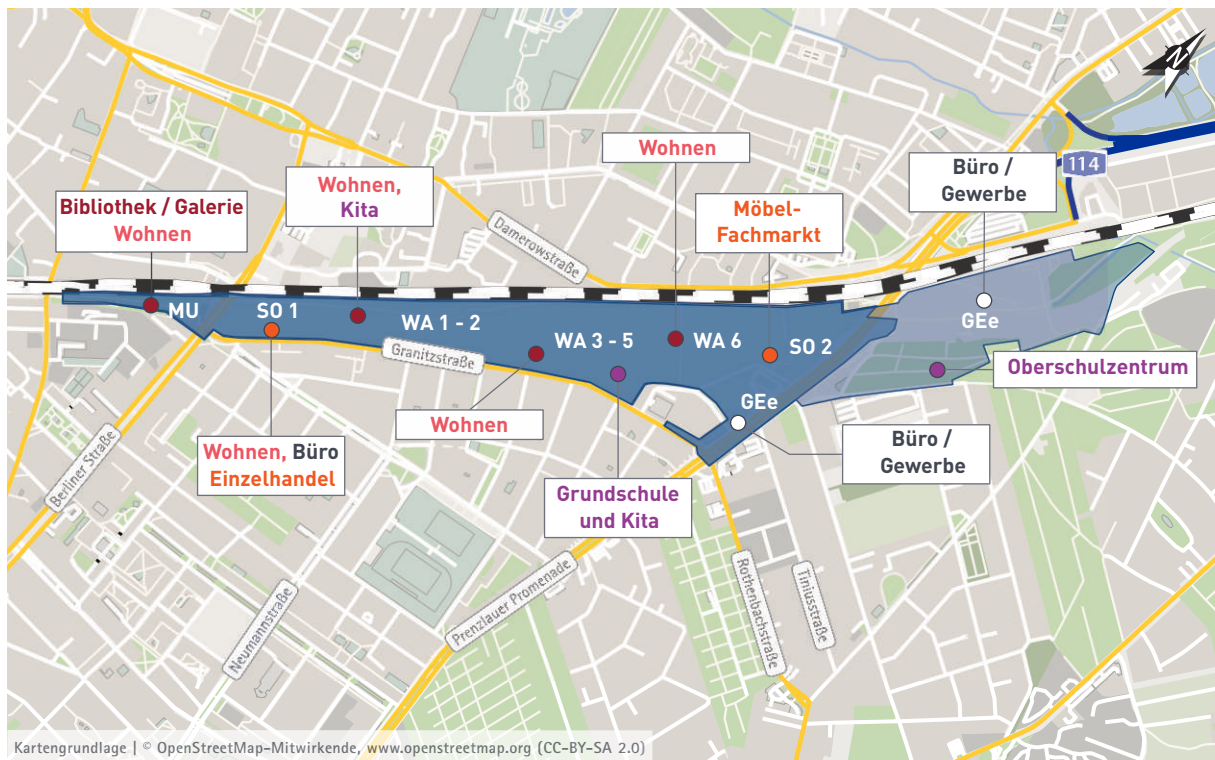 N
114
Wohnen
Büro /
Gewerbe
Wohnen,
Kita
Bibliothek / Galerie
Wohnen
Möbel-
Fachmarkt
Damerowstraße
MU
SO 1
WA 1 - 2
WA 3 - 5
WA 6
SO 2
GEe
Granitzstraße
Oberschulzentrum
GEe
Wohnen
Berliner Straße
Wohnen, Büro
Einzelhandel
Büro /
Gewerbe
Grundschule
und Kita
Neumannstraße
Prenzlauer Promenade
Rothenbachstraße
Tiniusstraße
Kartengrundlage | © OpenStreetMap-Mitwirkende, www.openstreetmap.org (CC-BY-SA 2.0)